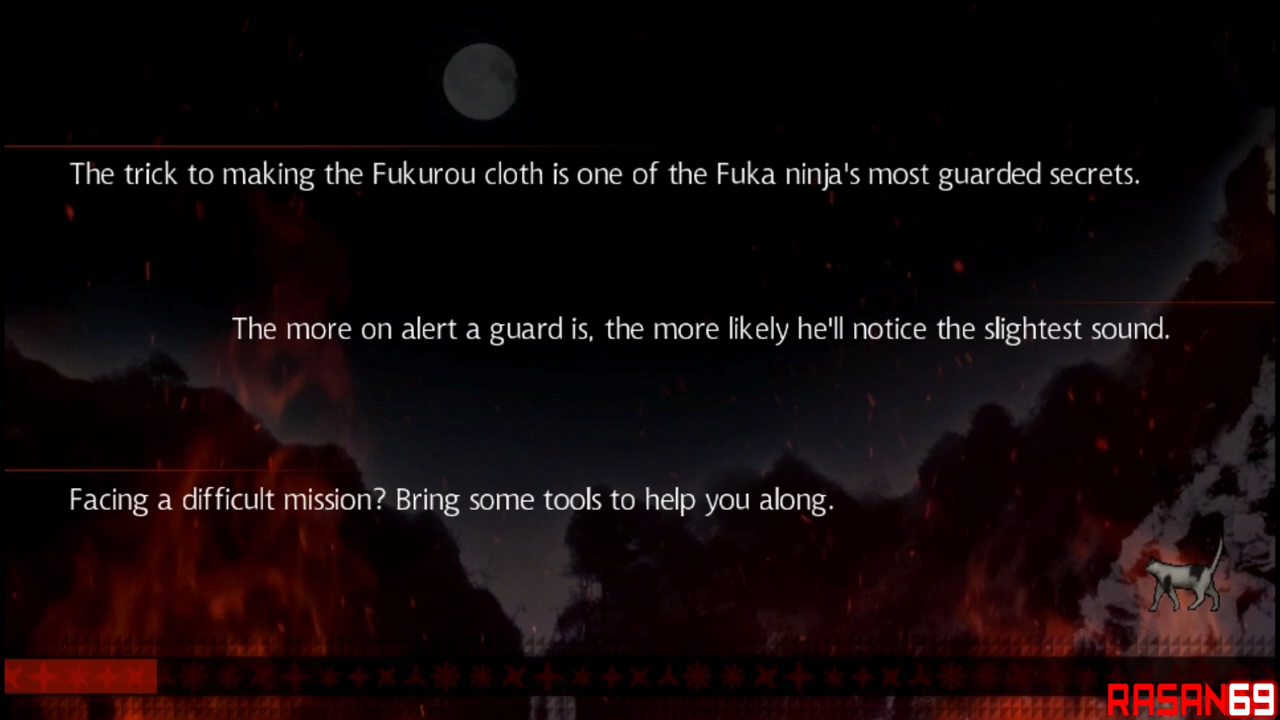 The trick to making the Fukurou cloth is one of the Fuka ninja's most guarded secrets.
The more on alert a guard is, the more likely he'll notice the slightest sound.
Facing a difficult mission? Bring some tools to help you along.
RASAN69